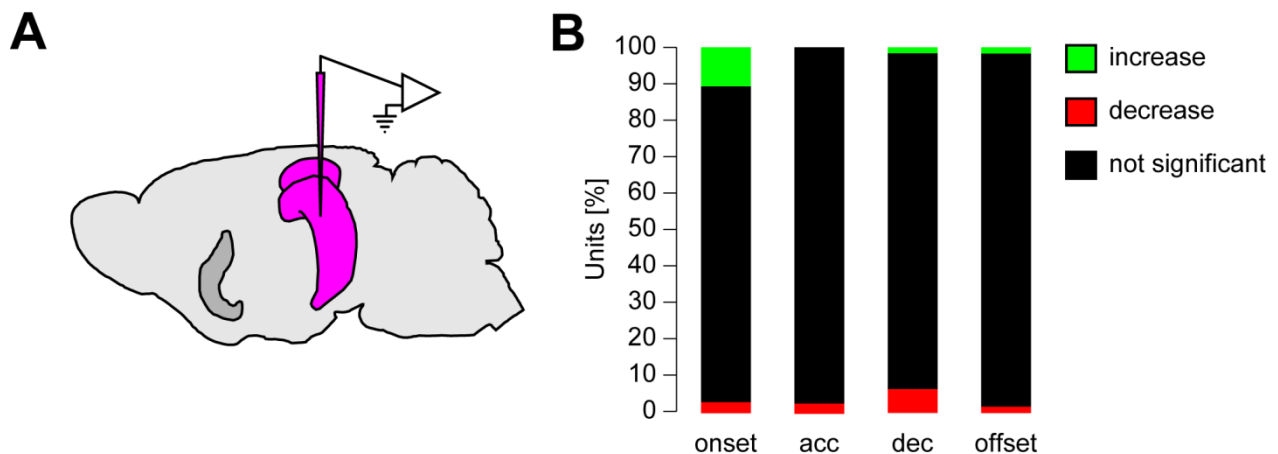 A
B
100
90
80
70
60
50
40
30
20
10
0
Units [%]
onset acc dec offset
increase
decrease
not significant